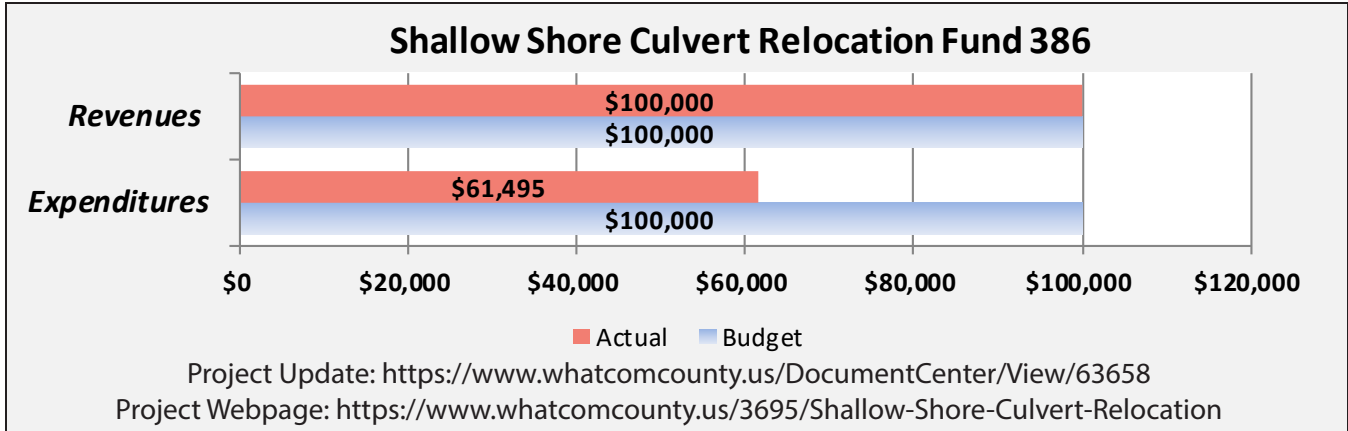 Shallow Shore Culvert Relocation Fund 386
Revenues
$100,000
$100,000
Expenditures
$61,495
$100,000
$0 $20,000 $40,000 $60,000 $80,000 $100,000 $120,000
Actual Budget
Project Update: https://www.whatcomcounty.us/DocumentCenter/View/63658
Project Webpage: https://www.whatcomcounty.us/3695/Shallow-Shore-Culvert-Relocation